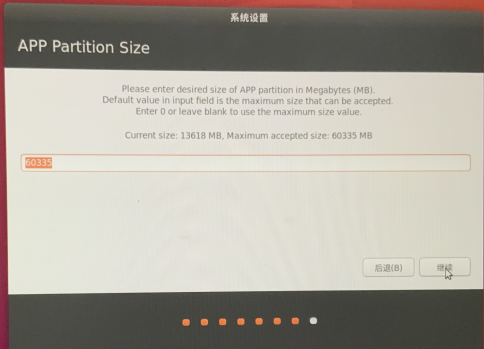 系统设置
APP Partition Size
Please enter desired size of APP partition in Megabytes (MB).
Default value in input field is the maximum size that can be accepted.
Enter 0 or leave blank to use the maximum size value.
Current size: 13618 MB, Maximum accepted size: 60335 MB
60335
后退(B) 继续